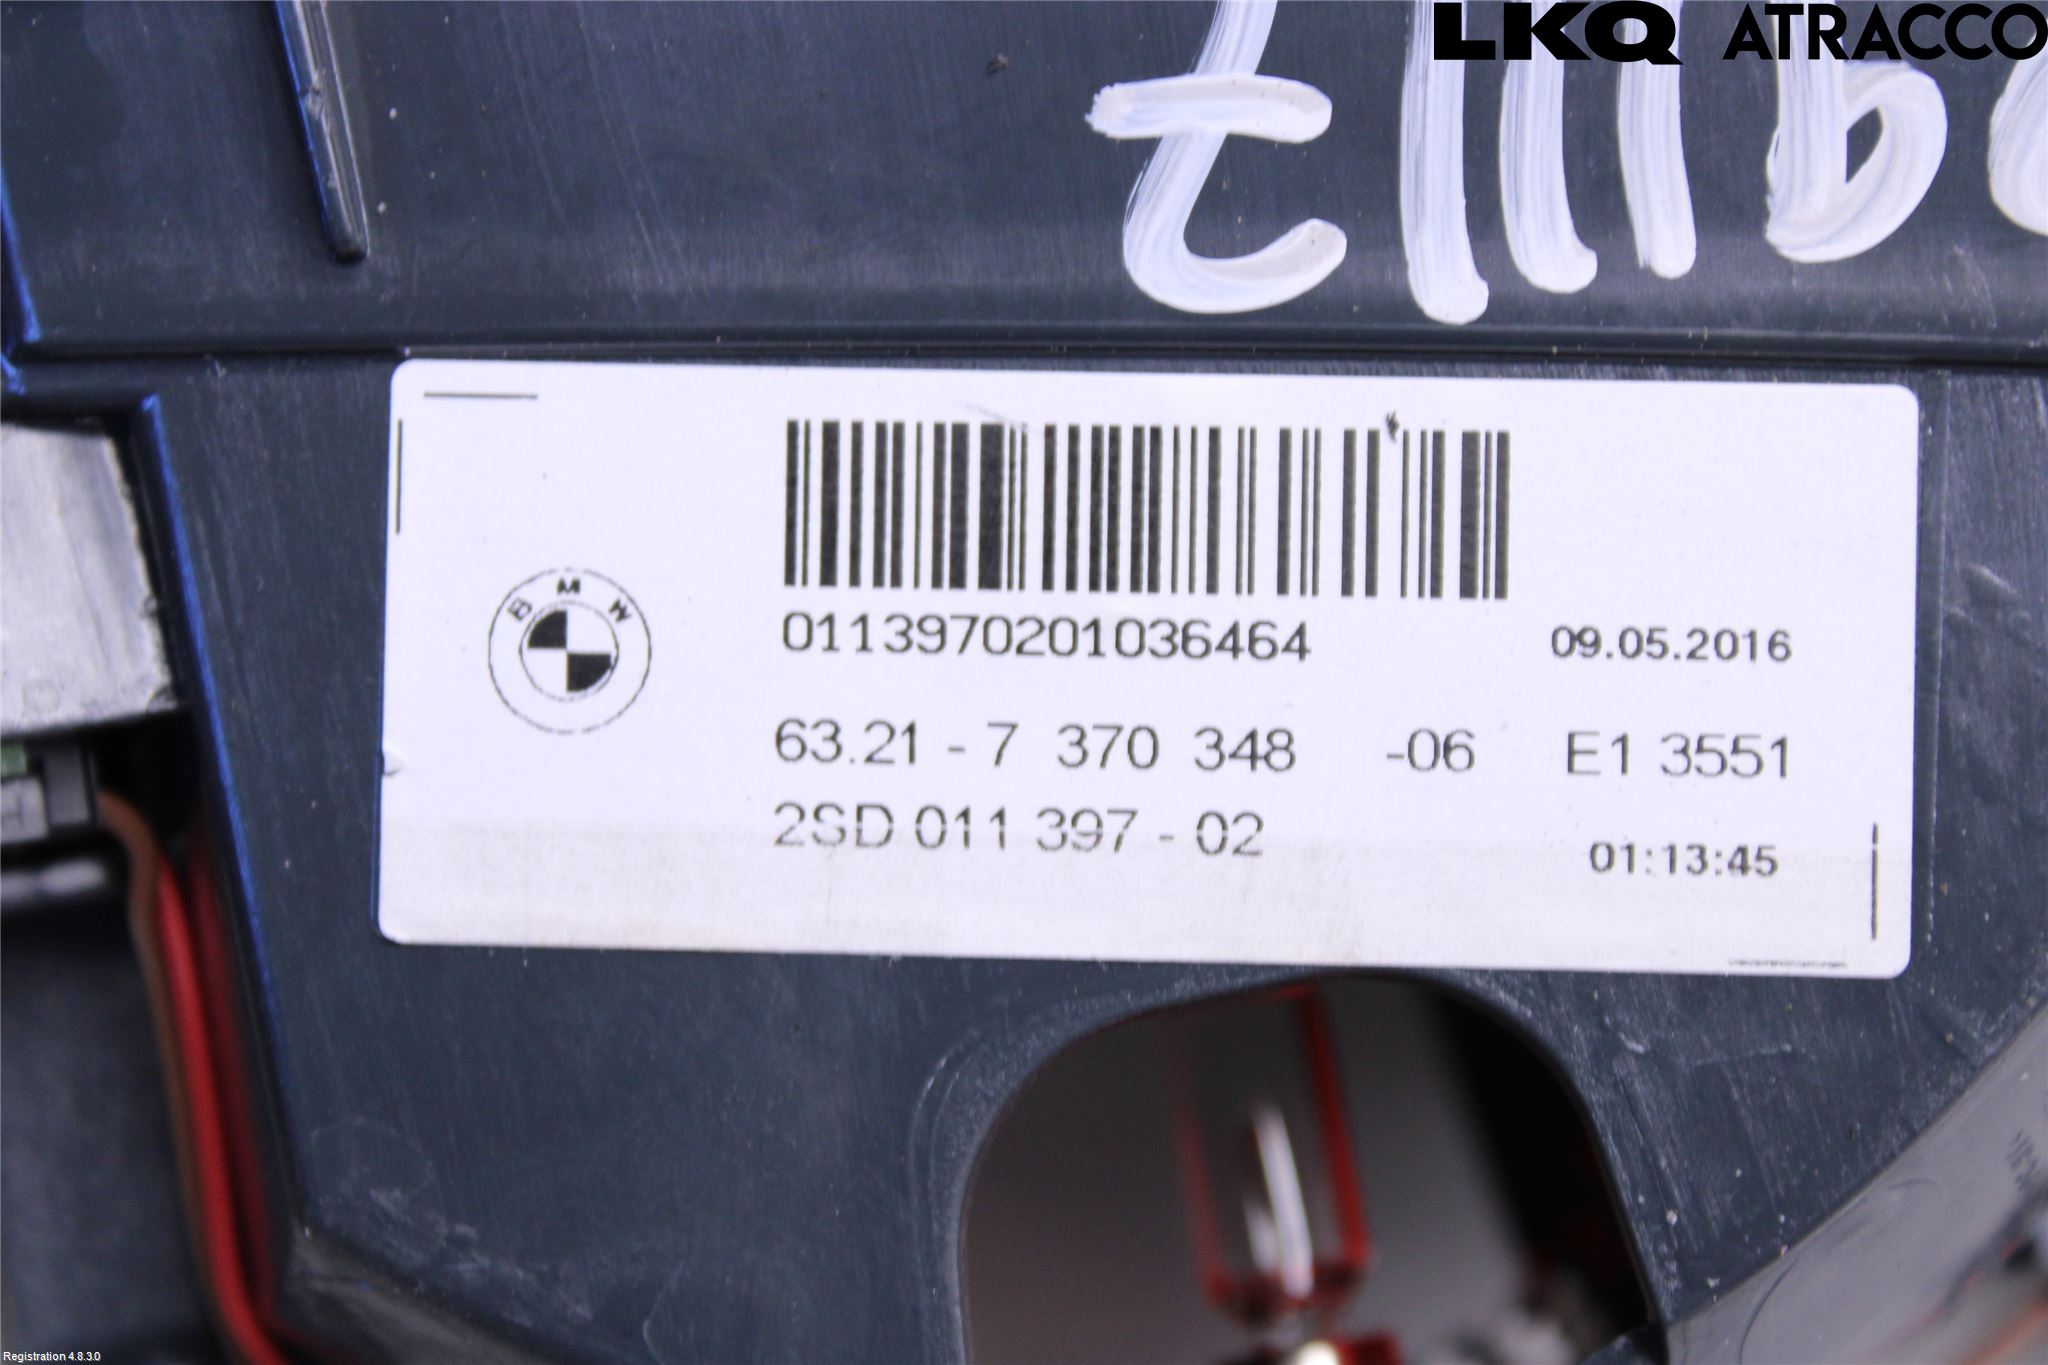 LKQ ATRACCO
0113970201036464
09.05.2016
B M W
63.21 - 7 370 348 -06 E1 3551
2SD 011 397 - 02
01:13:45
Registration 4.8.3.0